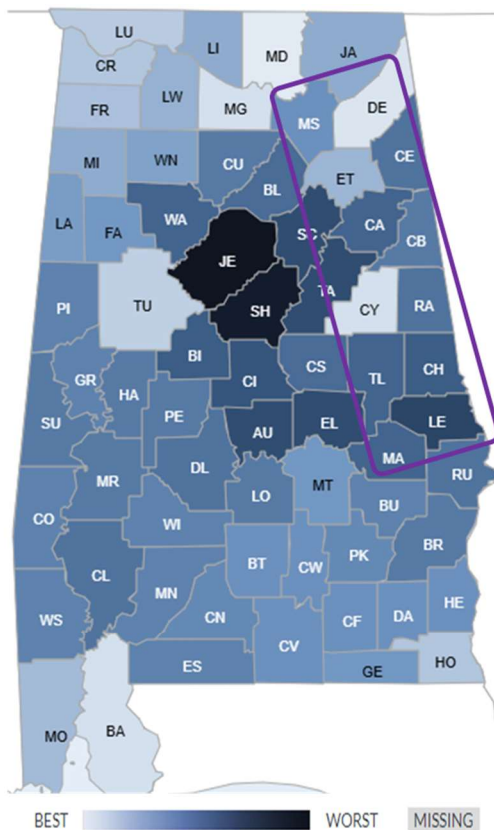 LU
LI
MD
JA
CR
LW
MG
FR
MS
DE
MI
WN
CU
ET
CE
BL
LA
FA
WA
SC
CA
CB
JE
PI
TU
TA
SH
CY
RA
BI
GR
HA
CI
CS
TL
CH
SU
PE
AU
EL
LE
MR
DL
LO
MT
MA
RU
CO
WI
BU
CL
BT
CW
PK
BR
WS
MN
CN
CV
CF
DA
HE
ES
GE
HO
MO
BA
BEST WORST MISSING